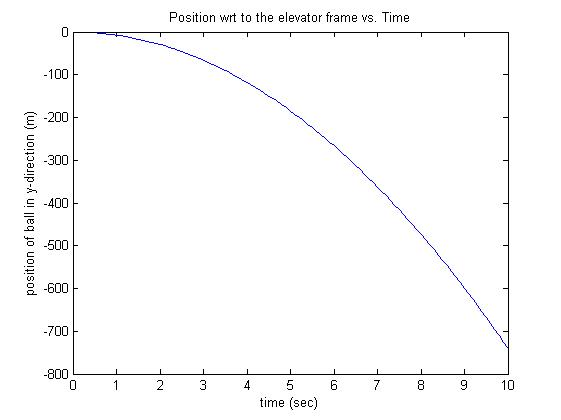 Position wrt to the elevator frame vs. Time
position of ball in y-direction (m)
0
-100
-200
-300
-400
-500
-600
-700
-800
0 1 2 3 4 5 6 7 8 9 10
time (sec)